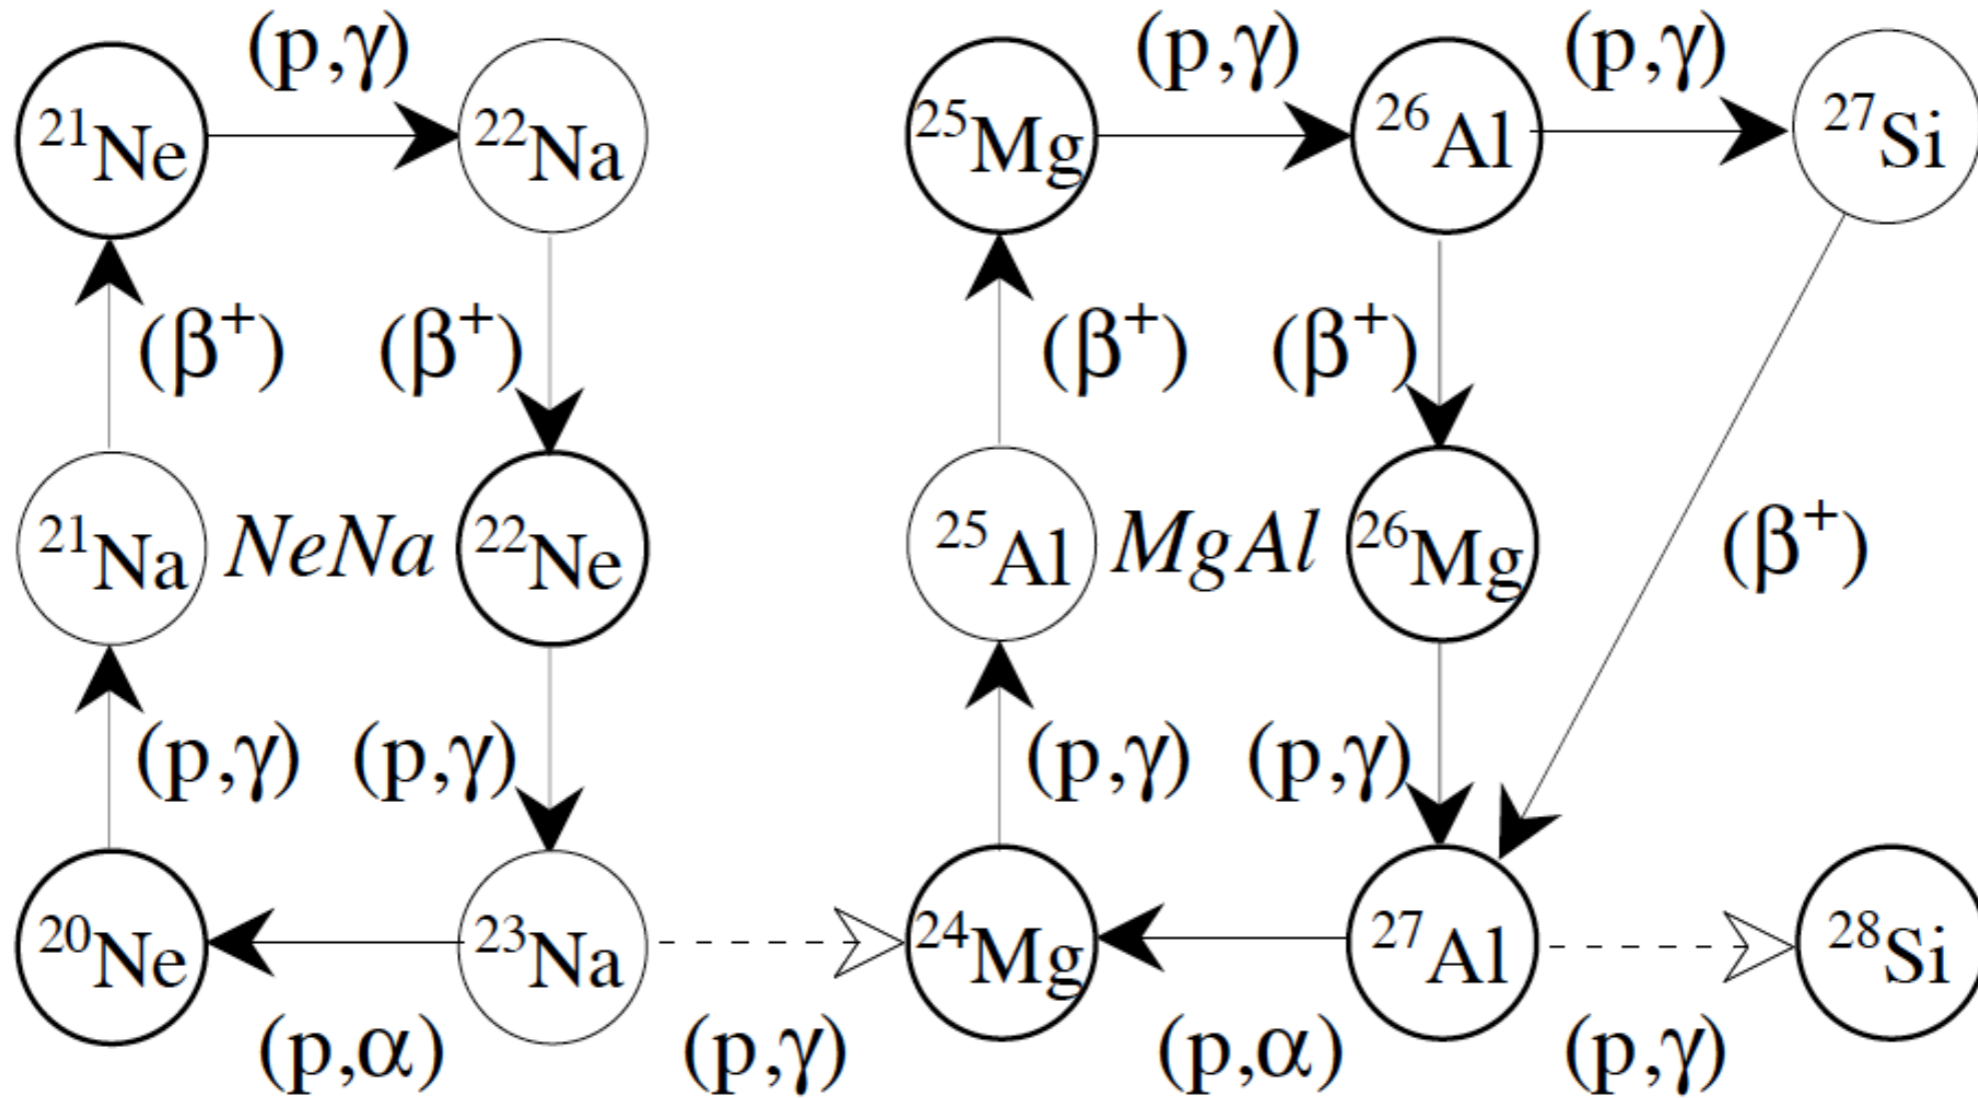 (p,γ) (p,γ) (p,γ)
²¹Ne ²²Na ²⁵Mg ²⁶Al ²⁷Si
(β⁺) (β⁺) (β⁺) (β⁺)
²¹Na NeNa ²²Ne ²⁵Al MgAl ²⁶Mg (β⁺)
(p,γ) (p,γ) (p,γ) (p,γ)
²⁰Ne ²³Na ²⁴Mg ²⁷Al ²⁸Si
(p,α) (p,γ) (p,α) (p,γ)